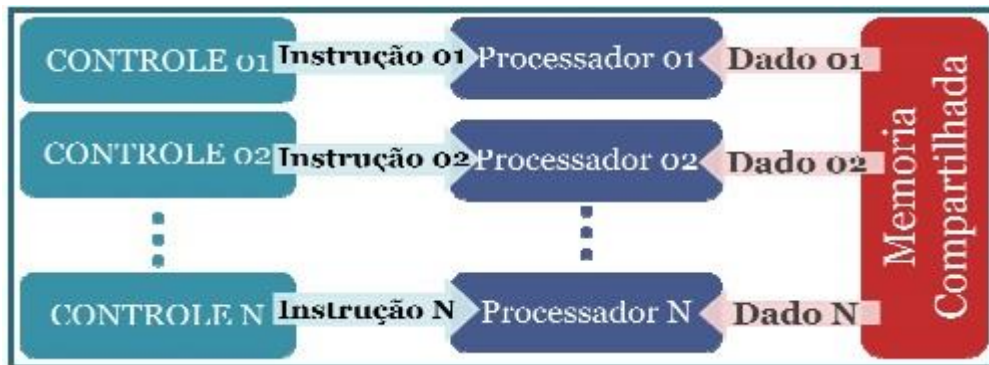 CONTROLE 01 Instrução 01 Processador 01 Dado 01
CONTROLE 02 Instrução 02 Processador 02 Dado 02
CONTROLE N Instrução N Processador N Dado N
Memoria
Compartilhada